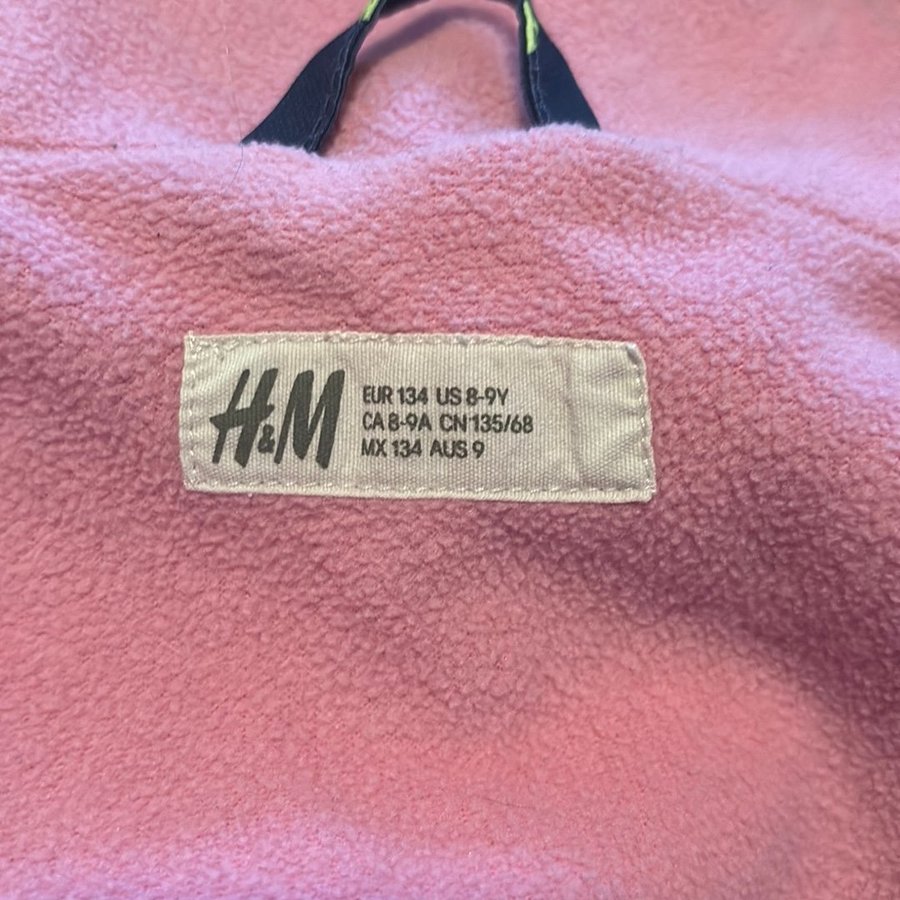 H&M
EUR 134 US 8-9Y
CA 8-9A CN 135/68
MX 134 AUS 9